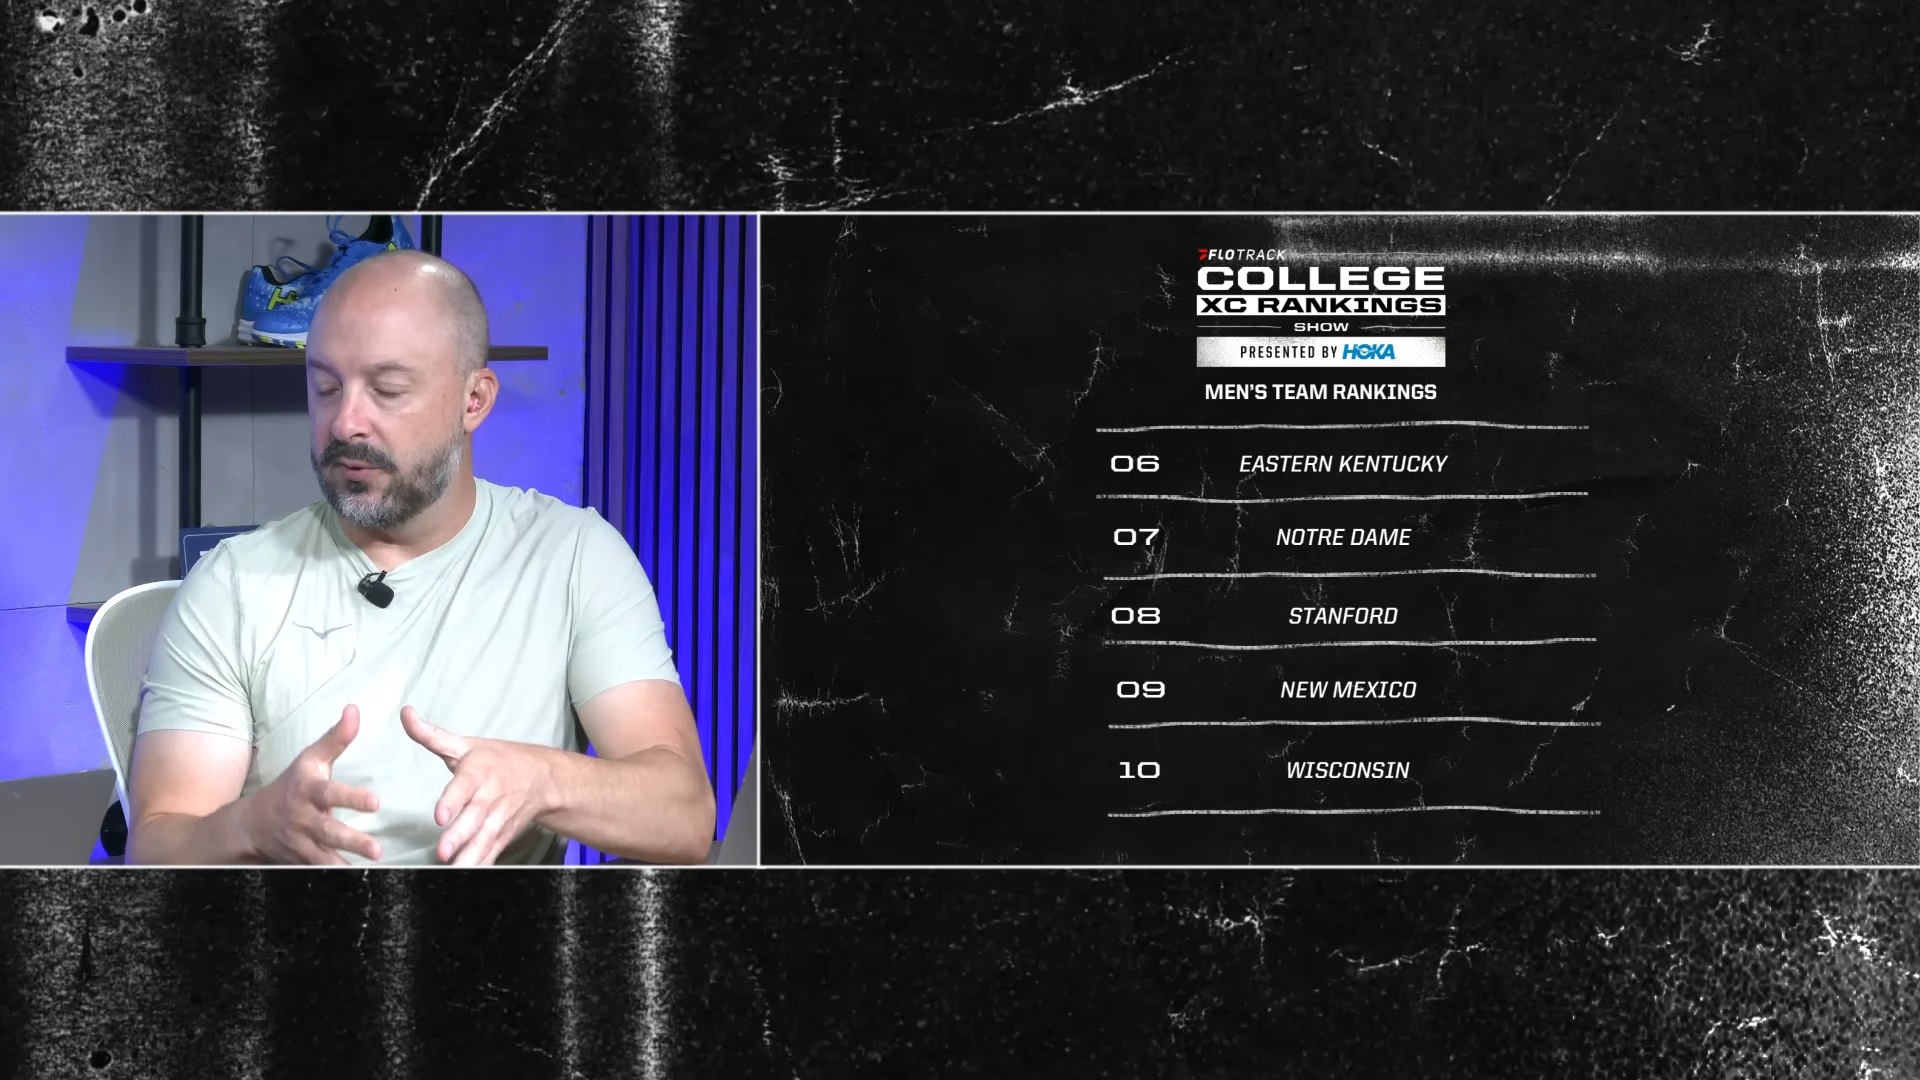 FLOTRACK
COLLEGE
XC RANKINGS
SHOW
PRESENTED BY HOKA
MEN'S TEAM RANKINGS
06 EASTERN KENTUCKY
07 NOTRE DAME
08 STANFORD
09 NEW MEXICO
10 WISCONSIN